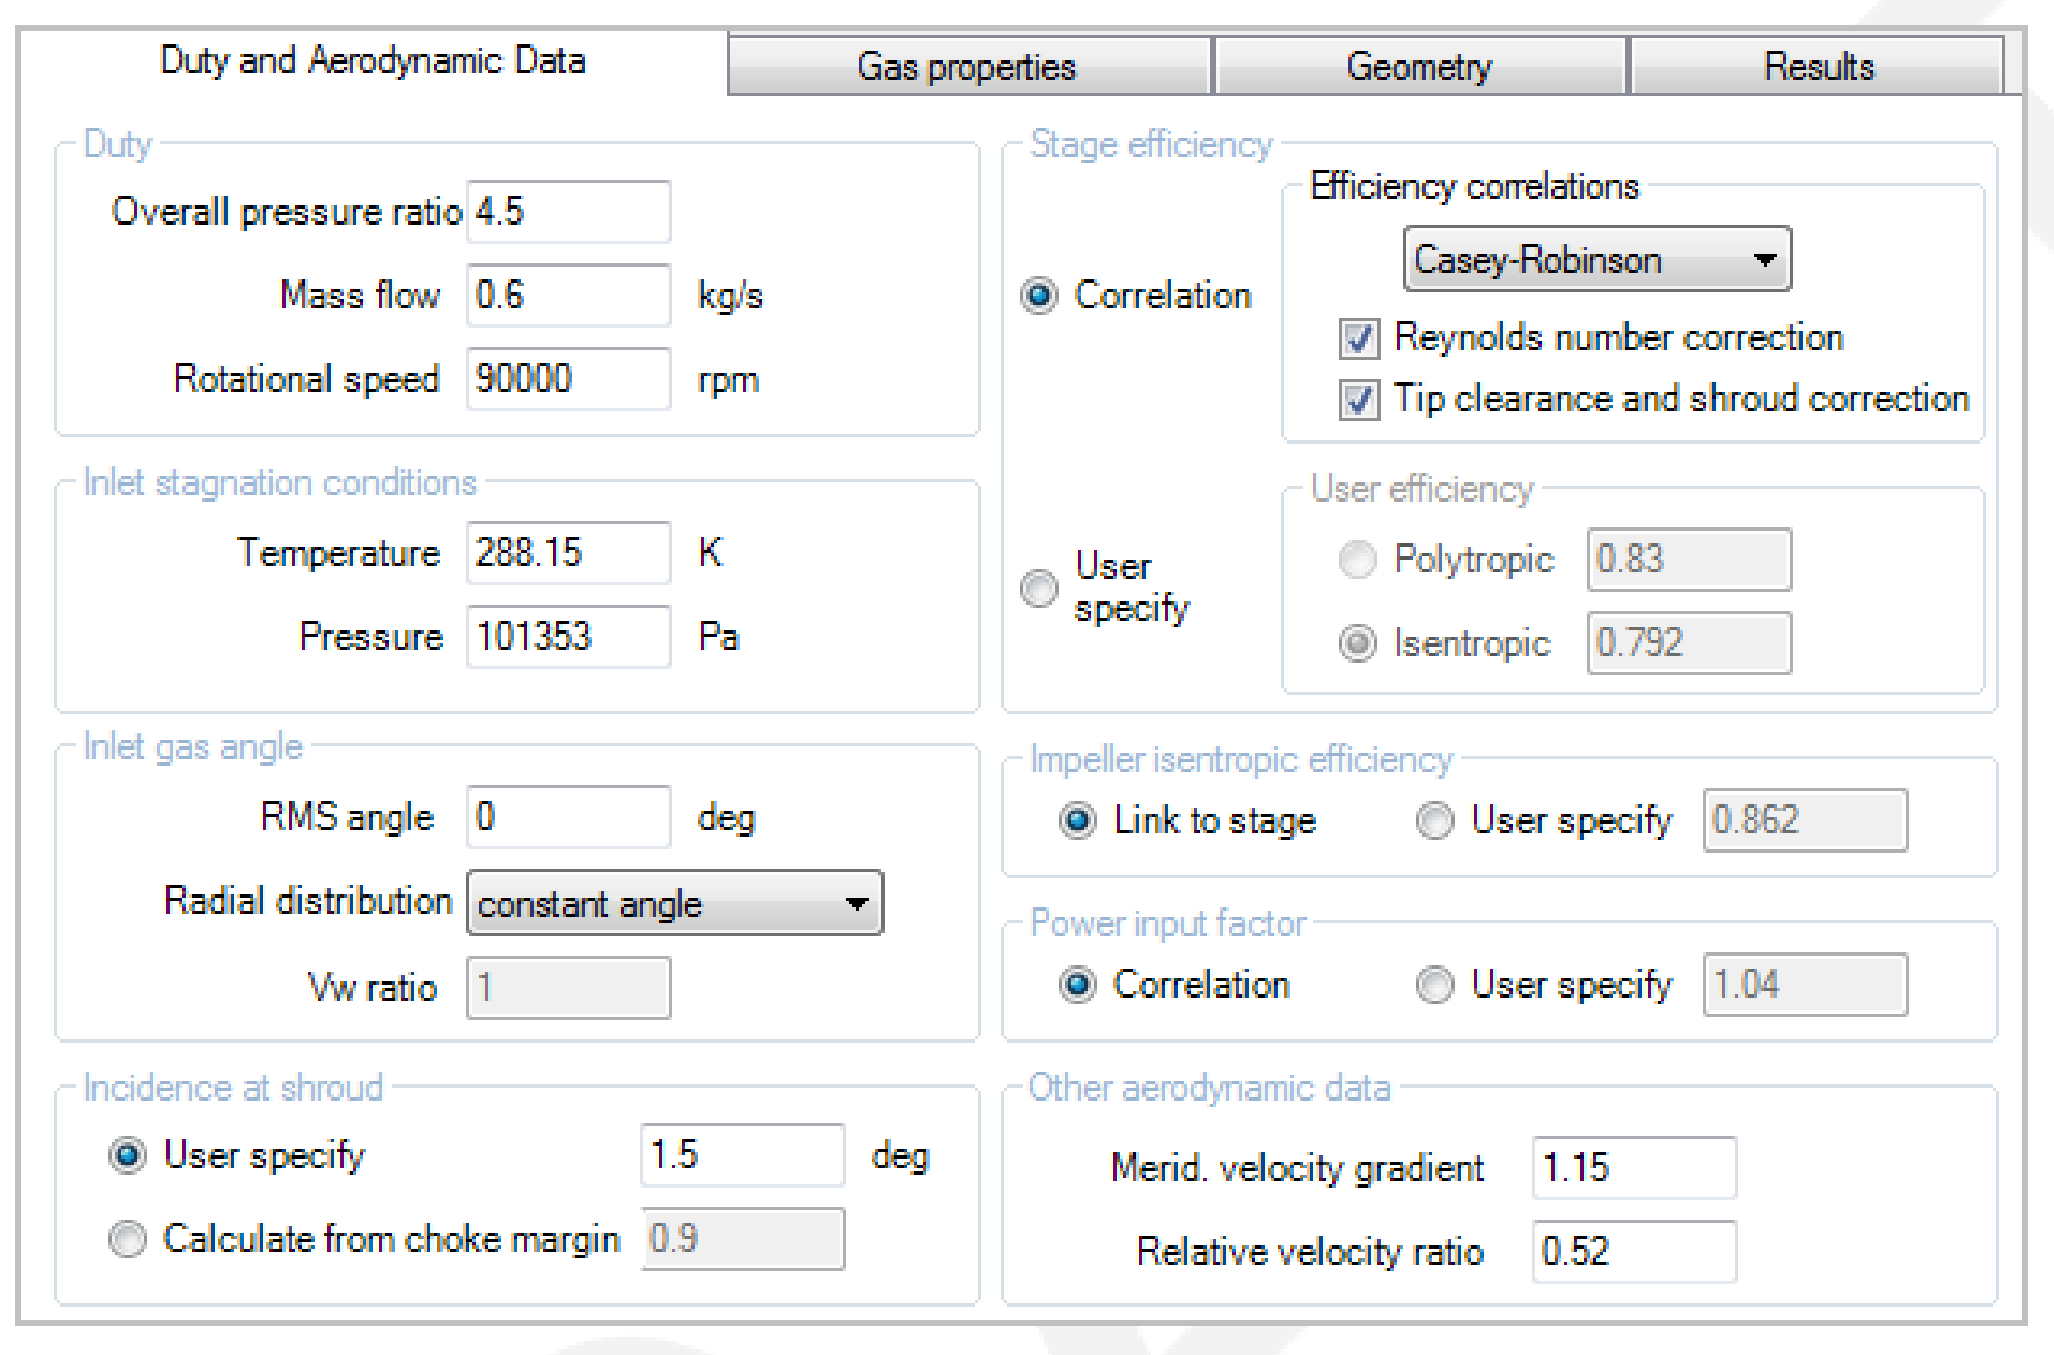 Duty and Aerodynamic Data
Gas properties
Geometry
Results
Duty
Overall pressure ratio 4.5
Mass flow 0.6 kg/s
Rotational speed 90000 rpm
Inlet stagnation conditions
Temperature 288.15 K
Pressure 101353 Pa
Inlet gas angle
RMS angle 0 deg
Radial distribution constant angle
Vw ratio 1
Incidence at shroud
User specify 1.5 deg
Calculate from choke margin 0.9
Stage efficiency
Efficiency correlations
Casey-Robinson
Correlation
Reynolds number correction
Tip clearance and shroud correction
User efficiency
User
specify
Polytropic 0.83
Isentropic 0.792
Impeller isentropic efficiency
Link to stage User specify 0.862
Power input factor
Correlation User specify 1.04
Other aerodynamic data
Merid. velocity gradient 1.15
Relative velocity ratio 0.52